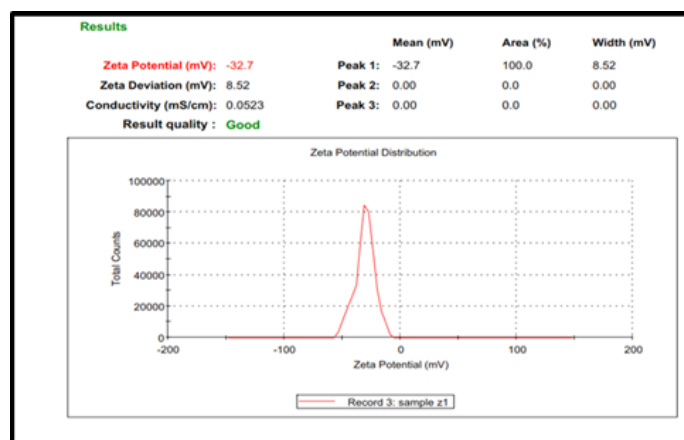 Results
Mean (mV) Area (%) Width (mV)
Zeta Potential (mV): -32.7 Peak 1: -32.7 100.0 8.52
Zeta Deviation (mV): 8.52 Peak 2: 0.00 0.0 0.00
Conductivity (mS/cm): 0.0523 Peak 3: 0.00 0.0 0.00
Result quality : Good
Zeta Potential Distribution
100000
80000
60000
40000
20000
0
Total Counts
-200 -100 0 100 200
Zeta Potential (mV)
Record 3: sample z1